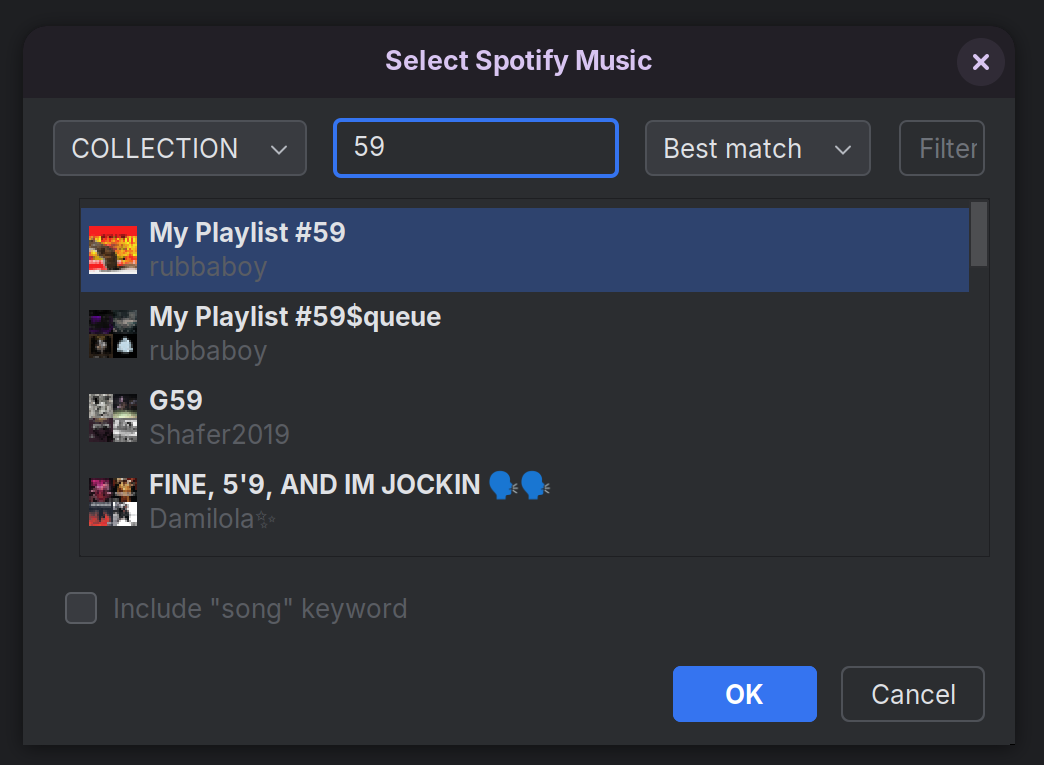 Select Spotify Music
COLLECTION
59
Best match
Filter
My Playlist #59
rubbaboy
My Playlist #59$queue
rubbaboy
G59
Shafer2019
FINE, 5'9, AND IM JOCKIN 🗣️🗣️
Damilola✨
Include "song" keyword
OK
Cancel